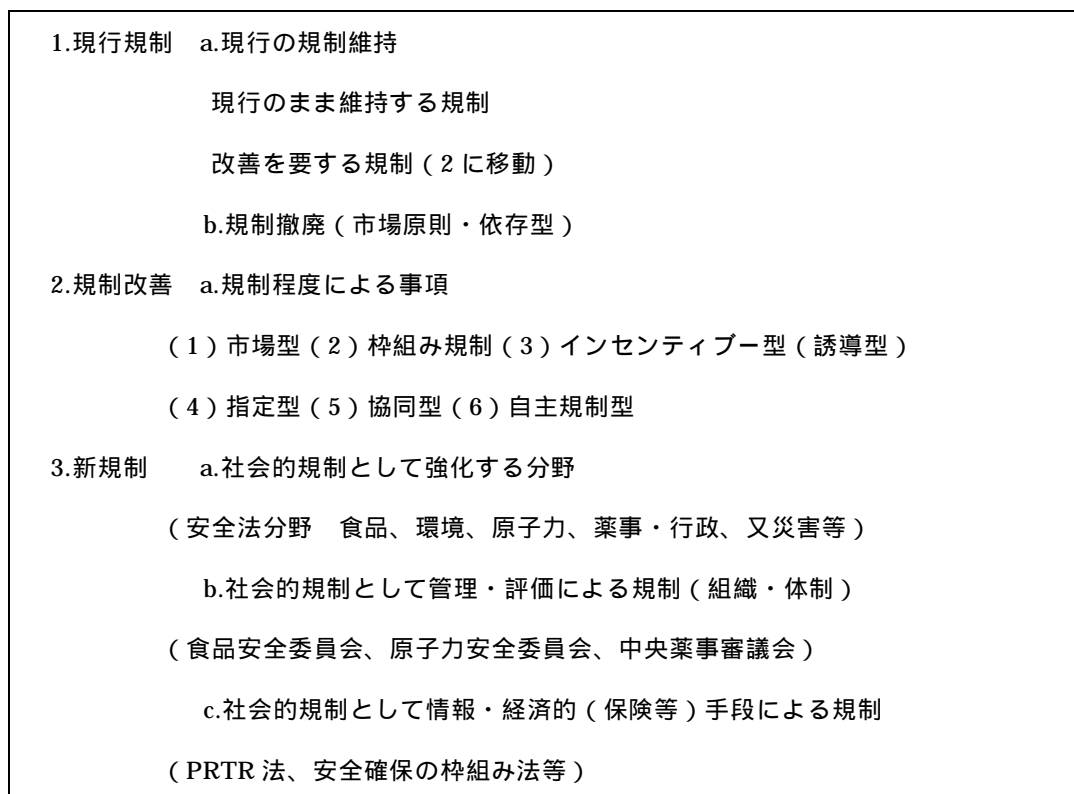 1.現行規制　a.現行の規制維持
現行のまま維持する規制
改善を要する規制（2 に移動）
b.規制撤廃（市場原則・依存型）
2.規制改善　a.規制程度による事項
（1）市場型（2）枠組み規制（3）インセンティブー型（誘導型）
（4）指定型（5）協同型（6）自主規制型
3.新規制　　a.社会的規制として強化する分野
（安全法分野　食品、環境、原子力、薬事・行政、又災害等）
b.社会的規制として管理・評価による規制（組織・体制）
（食品安全委員会、原子力安全委員会、中央薬事審議会）
c.社会的規制として情報・経済的（保険等）手段による規制
（PRTR 法、安全確保の枠組み法等）